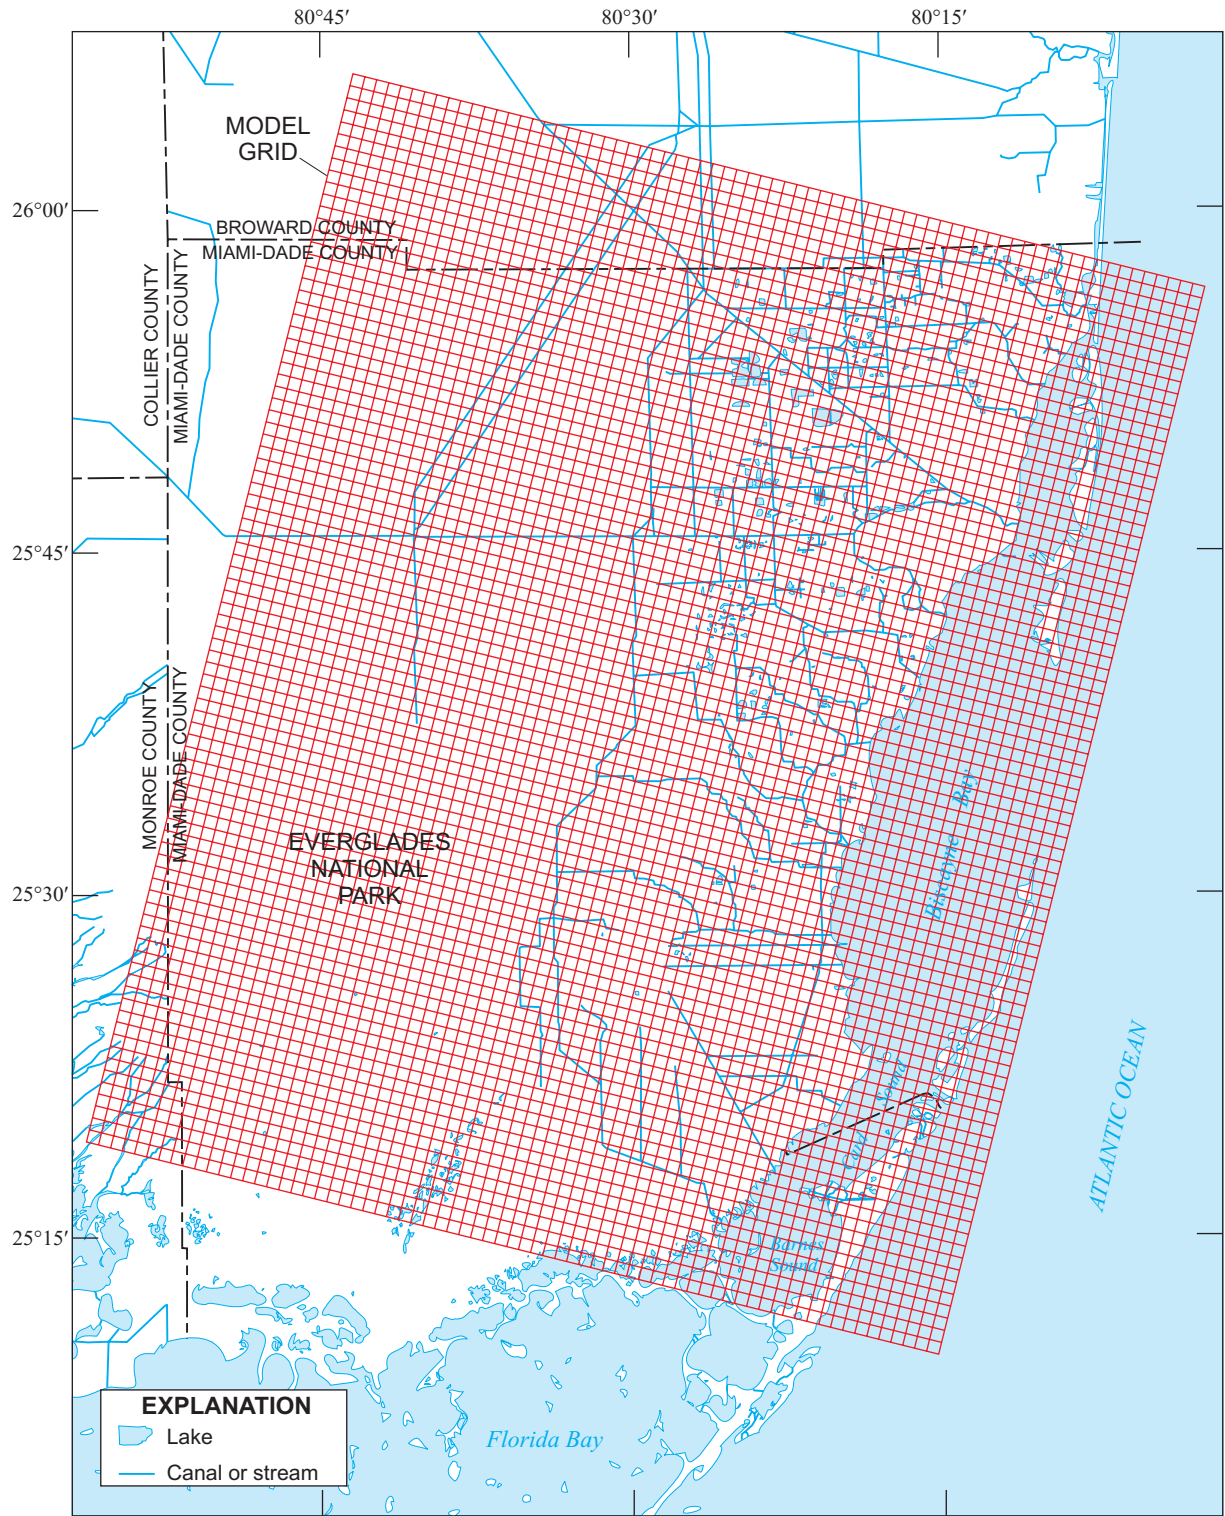 80°45′
80°30′
80°15′
MODEL
GRID
26°00′
BROWARD COUNTY
MIAMI-DADE COUNTY
COLLIER COUNTY
MIAMI-DADE COUNTY
25°45′
MONROE COUNTY
MIAMI-DADE COUNTY
Biscayne Bay
EVERGLADES
NATIONAL
PARK
25°30′
Card Sound
ATLANTIC OCEAN
25°15′
Barnes
Sound
EXPLANATION
Lake
Canal or stream
Florida Bay